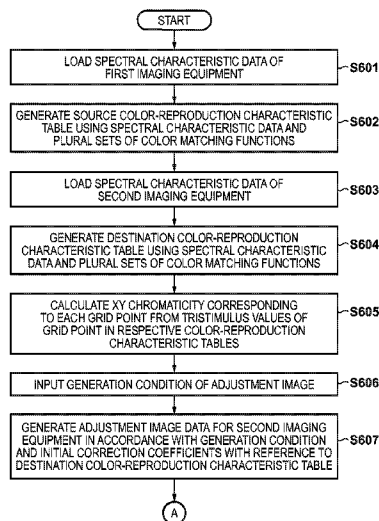 START
LOAD SPECTRAL CHARACTERISTIC DATA OF
FIRST IMAGING EQUIPMENT
S601
GENERATE SOURCE COLOR-REPRODUCTION CHARACTERISTIC
TABLE USING SPECTRAL CHARACTERISTIC DATA AND
PLURAL SETS OF COLOR MATCHING FUNCTIONS
S602
LOAD SPECTRAL CHARACTERISTIC DATA OF
SECOND IMAGING EQUIPMENT
S603
GENERATE DESTINATION COLOR-REPRODUCTION
CHARACTERISTIC TABLE USING SPECTRAL CHARACTERISTIC
DATA AND PLURAL SETS OF COLOR MATCHING FUNCTIONS
S604
CALCULATE XY CHROMATICITY CORRESPONDING
TO EACH GRID POINT FROM TRISTIMULUS VALUES OF
GRID POINT IN RESPECTIVE COLOR-REPRODUCTION
CHARACTERISTIC TABLES
S605
INPUT GENERATION CONDITION OF ADJUSTMENT IMAGE
S606
GENERATE ADJUSTMENT IMAGE DATA FOR SECOND IMAGING
EQUIPMENT IN ACCORDANCE WITH GENERATION CONDITION
AND INITIAL CORRECTION COEFFICIENTS WITH REFERENCE TO
DESTINATION COLOR-REPRODUCTION CHARACTERISTIC TABLE
S607
A